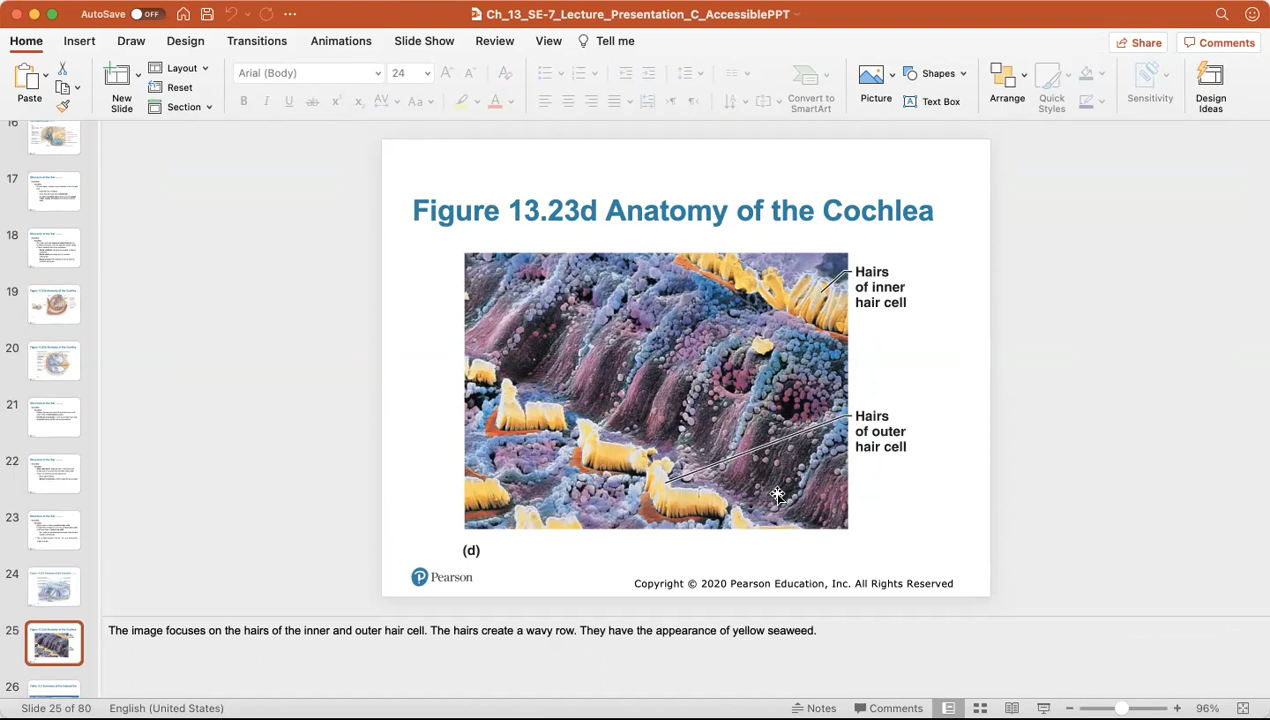 AutoSave OFF
Ch_13_SE-7_Lecture_Presentation_C_AccessiblePPT
Home Insert Draw Design Transitions Animations Slide Show Review View Tell me
Share Comments
Paste
New Slide
Layout
Reset
Section
Arial (Body) 24
Convert to SmartArt
Picture
Shapes
Text Box
Arrange
Quick Styles
Sensitivity
Design Ideas
16
17
18
19
20
21
22
23
24
25
26
Figure 13.23d Anatomy of the Cochlea
Hairs
of inner
hair cell
Hairs
of outer
hair cell
(d)
Pearson
Copyright © 2020 Pearson Education, Inc. All Rights Reserved
The image focuses on the hairs of the inner and outer hair cell. The hairs create a wavy row. They have the appearance of yellow seaweed.
Slide 25 of 80 English (United States) Notes Comments 96%